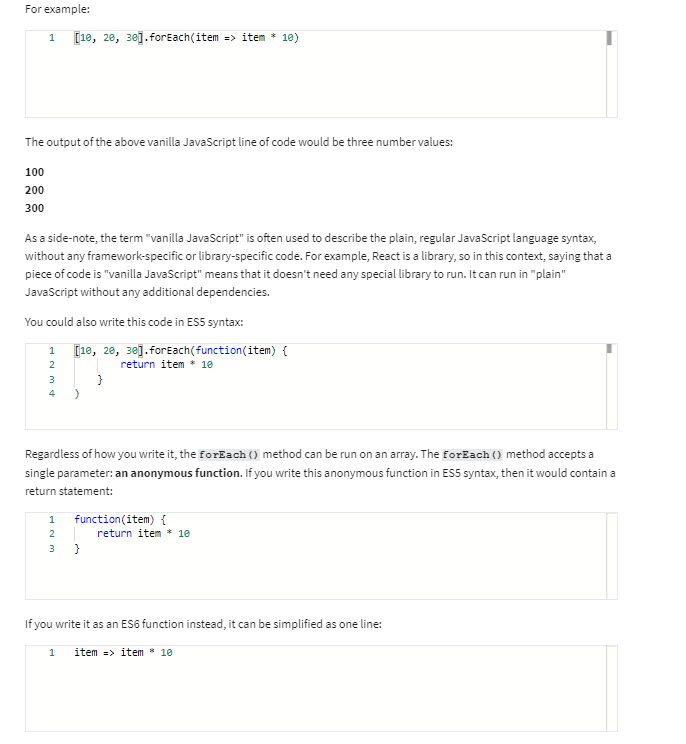 For example:
1 [10, 20, 30].forEach(item => item * 10)
The output of the above vanilla JavaScript line of code would be three number values:
100
200
300
As a side-note, the term "vanilla JavaScript" is often used to describe the plain, regular JavaScript language syntax,
without any framework-specific or library-specific code. For example, React is a library, so in this context, saying that a
piece of code is "vanilla JavaScript" means that it doesn't need any special library to run. It can run in "plain"
JavaScript without any additional dependencies.
You could also write this code in ES5 syntax:
1 [10, 20, 30].forEach(function(item) {
2         return item * 10
3     }
4 )
Regardless of how you write it, the forEach() method can be run on an array. The forEach() method accepts a
single parameter: an anonymous function. If you write this anonymous function in ES5 syntax, then it would contain a
return statement:
1 function(item) {
2     return item * 10
3 }
If you write it as an ES6 function instead, it can be simplified as one line:
1 item => item * 10